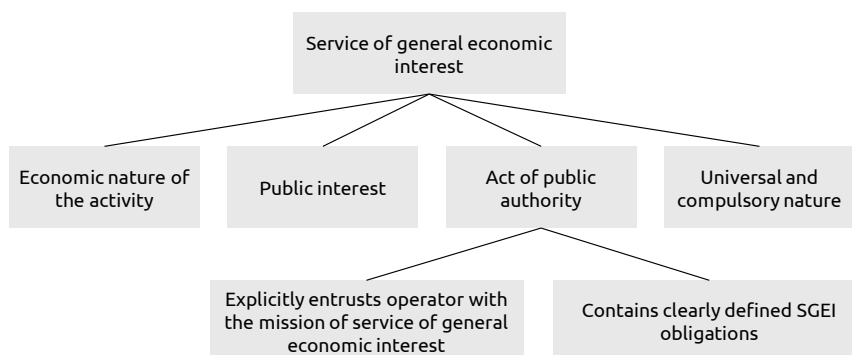 Service of general economic
interest
Economic nature of
the activity
Public interest
Act of public
authority
Universal and
compulsory nature
Explicitly entrusts operator with
the mission of service of general
economic interest
Contains clearly defined SGEI
obligations